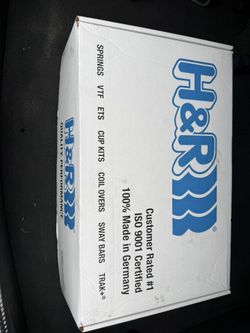 H&R®
Customer Rated #1
ISO 9001 Certified
100% Made in Germany
SPRINGS VTF ETS CUP KITS COIL OVERS SWAY BARS TRAK+®
H&R
QUALITY PERFORMANCE